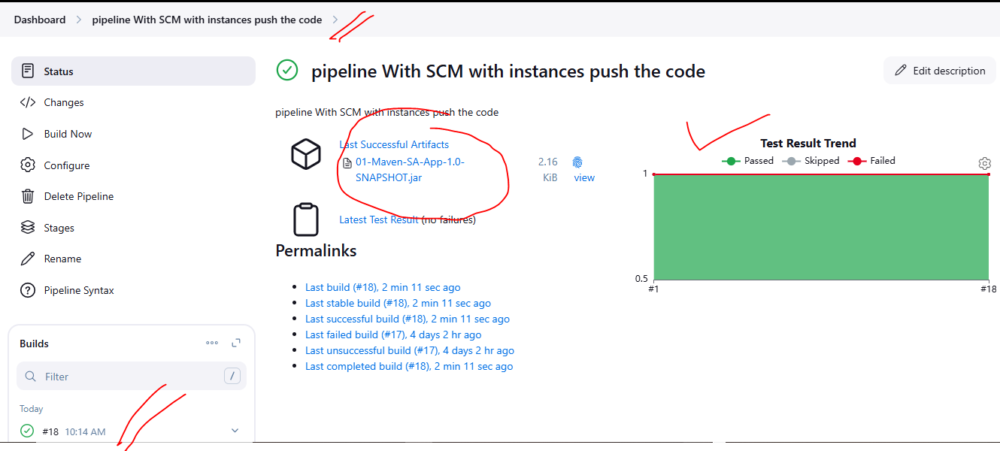 Dashboard > pipeline With SCM with instances push the code >
Status
Changes
Build Now
Configure
Delete Pipeline
Stages
Rename
Pipeline Syntax
Builds
Filter /
Today
#18 10:14 AM
pipeline With SCM with instances push the code
Edit description
pipeline With SCM with instances push the code
Last Successful Artifacts
01-Maven-SA-App-1.0-
SNAPSHOT.jar
2.16
KiB
view
Latest Test Result (no failures)
Permalinks
Last build (#18), 2 min 11 sec ago
Last stable build (#18), 2 min 11 sec ago
Last successful build (#18), 2 min 11 sec ago
Last failed build (#17), 4 days 2 hr ago
Last unsuccessful build (#17), 4 days 2 hr ago
Last completed build (#18), 2 min 11 sec ago
Test Result Trend
Passed Skipped Failed
1
0.5
#1 #18